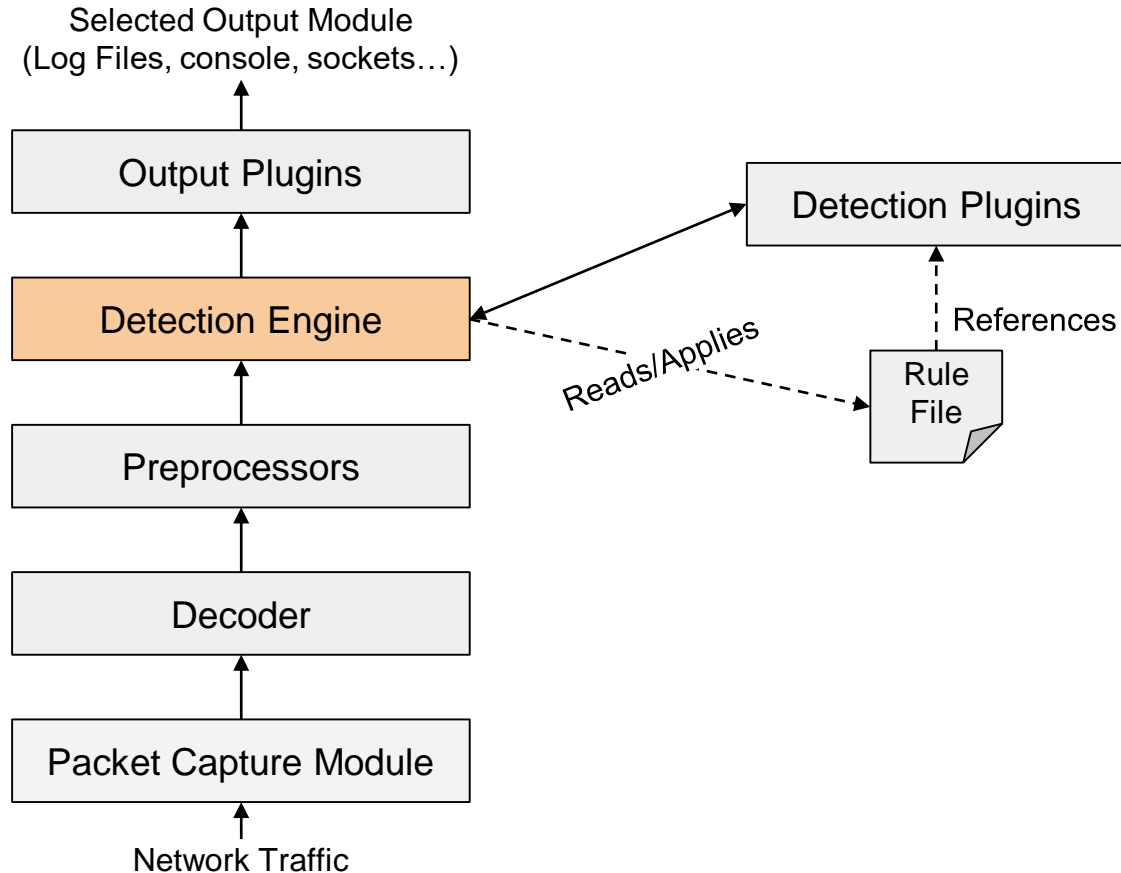 Selected Output Module
(Log Files, console, sockets…)
Output Plugins
Detection Plugins
Detection Engine
References
Reads/Applies
Rule
File
Preprocessors
Decoder
Packet Capture Module
Network Traffic